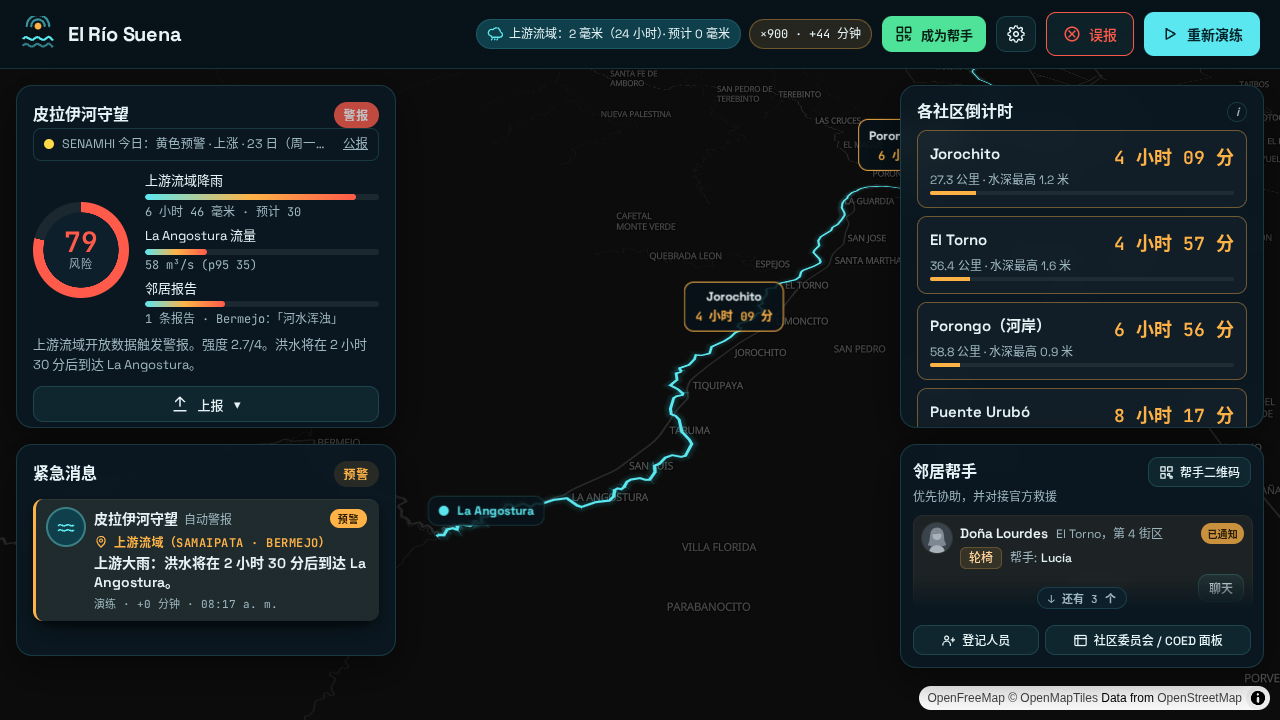 El Río Suena
上游流域：2 毫米（24 小时）· 预计 0 毫米
×900 · +44 分钟
成为帮手
误报
重新演练
皮拉伊河守望
警报
SENAMHI 今日：黄色预警 · 上涨 · 23 日（周一…
公报
79
风险
上游流域降雨
6 小时 46 毫米 · 预计 30
La Angostura 流量
58 m³/s (p95 35)
邻居报告
1 条报告 · Bermejo:「河水浑浊」
上游流域开放数据触发警报。强度 2.7/4。洪水将在 2 小时
30 分后到达 La Angostura。
上报 ▾
紧急消息
预警
皮拉伊河守望 自动警报
预警
上游流域（SAMAIPATA · BERMEJO）
上游大雨：洪水将在 2 小时 30 分后到达 La
Angostura。
演练 · +0 分钟 · 08:17 a. m.
SANTA FE DE
AMBORO
SAN PEDRO DE
TEREBINTO
TEREBINTO
NUEVA PALESTINA
LAS CRUCES
Poron
6 小
LA GUARDIA
CAFETAL
MONTE VERDE
SAN JOSE
QUEBRADA LEON
ESPEJOS
SANTA MARTHA
EL TORNO
Jorochito
4 小时 09 分
MONCITO
JOROCHITO
SAN PEDRO
TIQUIPAYA
TARUMA
SAN LUIS
BERMEJO
LA ANGOSTURA
La Angostura
VILLA FLORIDA
PARABANOCITO
各社区倒计时
i
Jorochito
4 小时 09 分
27.3 公里 · 水深最高 1.2 米
El Torno
4 小时 57 分
36.4 公里 · 水深最高 1.6 米
Porongo（河岸）
6 小时 56 分
58.8 公里 · 水深最高 0.9 米
Puente Urubó
8 小时 17 分
邻居帮手
帮手二维码
优先协助，并对接官方救援
Doña Lourdes El Torno，第 4 街区
已通知
轮椅 帮手: Lucía
聊天
↓ 还有 3 个
登记人员
社区委员会 / COED 面板
PORVE
OpenFreeMap © OpenMapTiles Data from OpenStreetMap